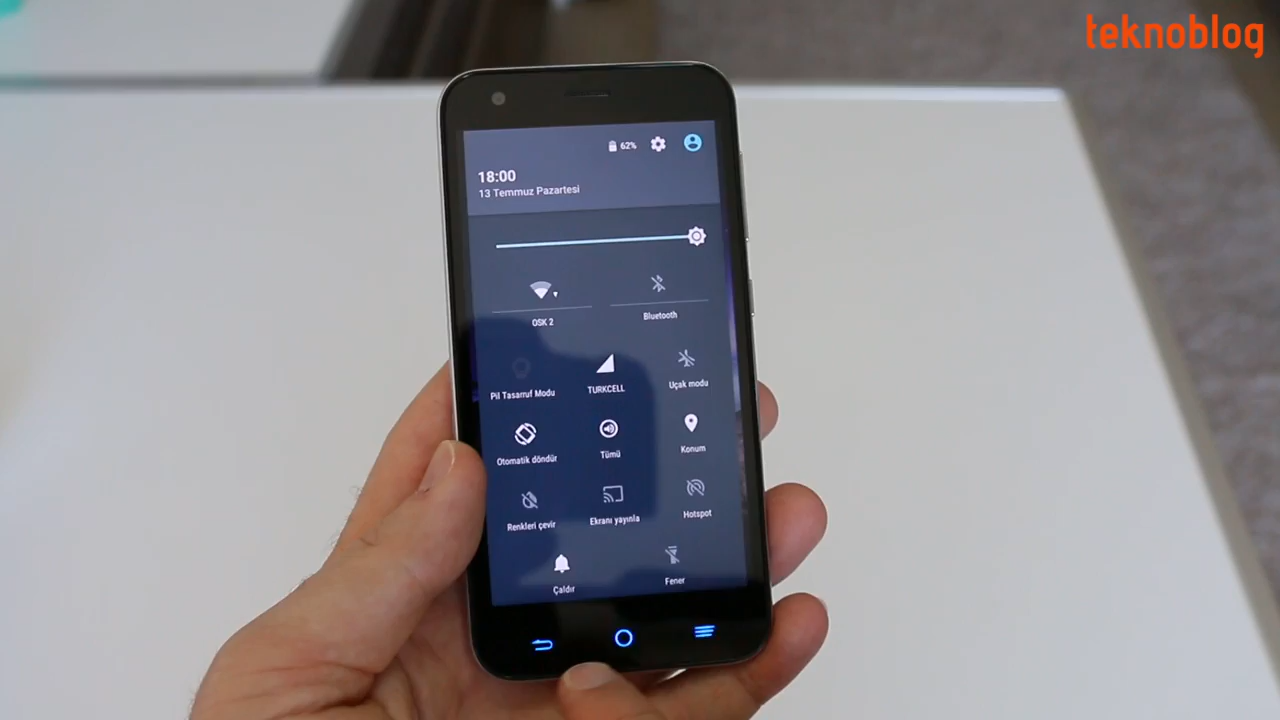 teknoblog
62%
18:00
13 Temmuz Pazartesi
OSK 2
Bluetooth
Pil Tasarruf Modu
TURKCELL
Uçak modu
Otomatik döndür
Tümü
Konum
Renkleri çevir
Ekranı yayınla
Hotspot
Çaldır
Fener